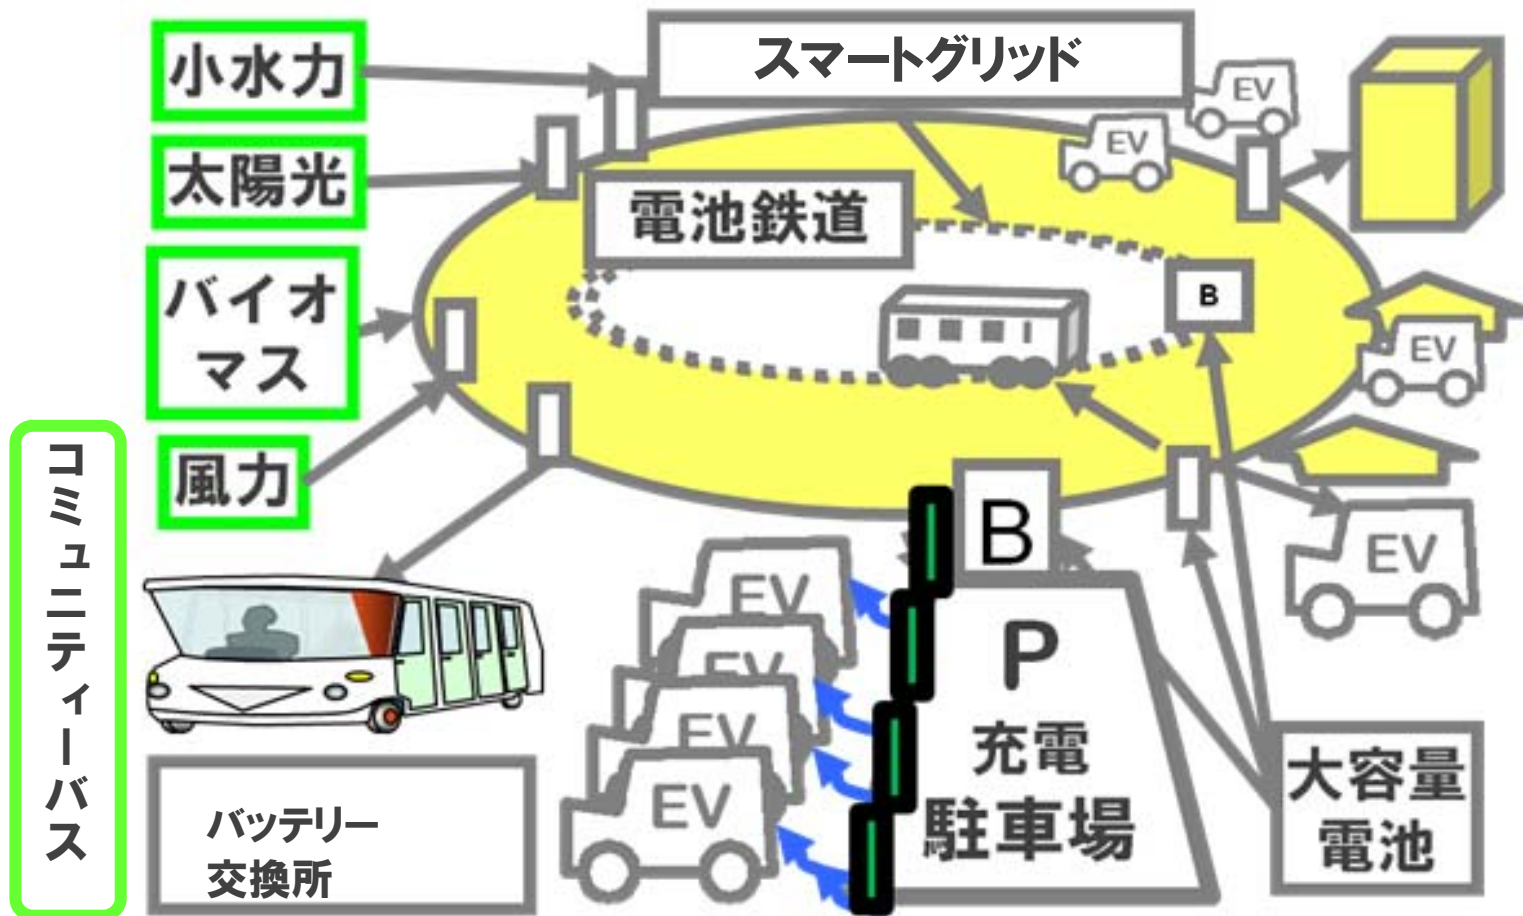 小水力
スマートグリッド
EV
EV
太陽光
電池鉄道
バイオ
マス
B
EV
風力
コミュニティーバス
B
EV
EV
EV
EV
EV
P
充電
駐車場
大容量
電池
バッテリー
交換所